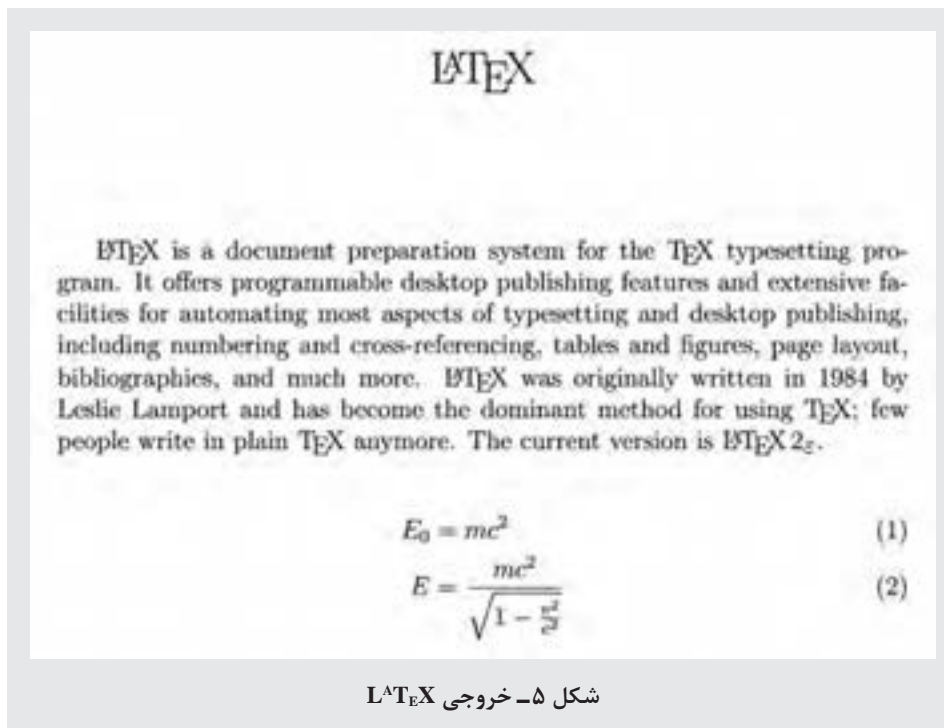 LATEX
LATEX is a document preparation system for the TEX typesetting pro-
gram. It offers programmable desktop publishing features and extensive fa-
cilities for automating most aspects of typesetting and desktop publishing,
including numbering and cross-referencing, tables and figures, page layout,
bibliographies, and much more. LATEX was originally written in 1984 by
Leslie Lamport and has become the dominant method for using TEX; few
people write in plain TEX anymore. The current version is LATEX 2ε.
E₀ = mc² (1)
E = mc² / √(1 − v²/c²) (2)
شکل ۵ـ خروجی LATEX